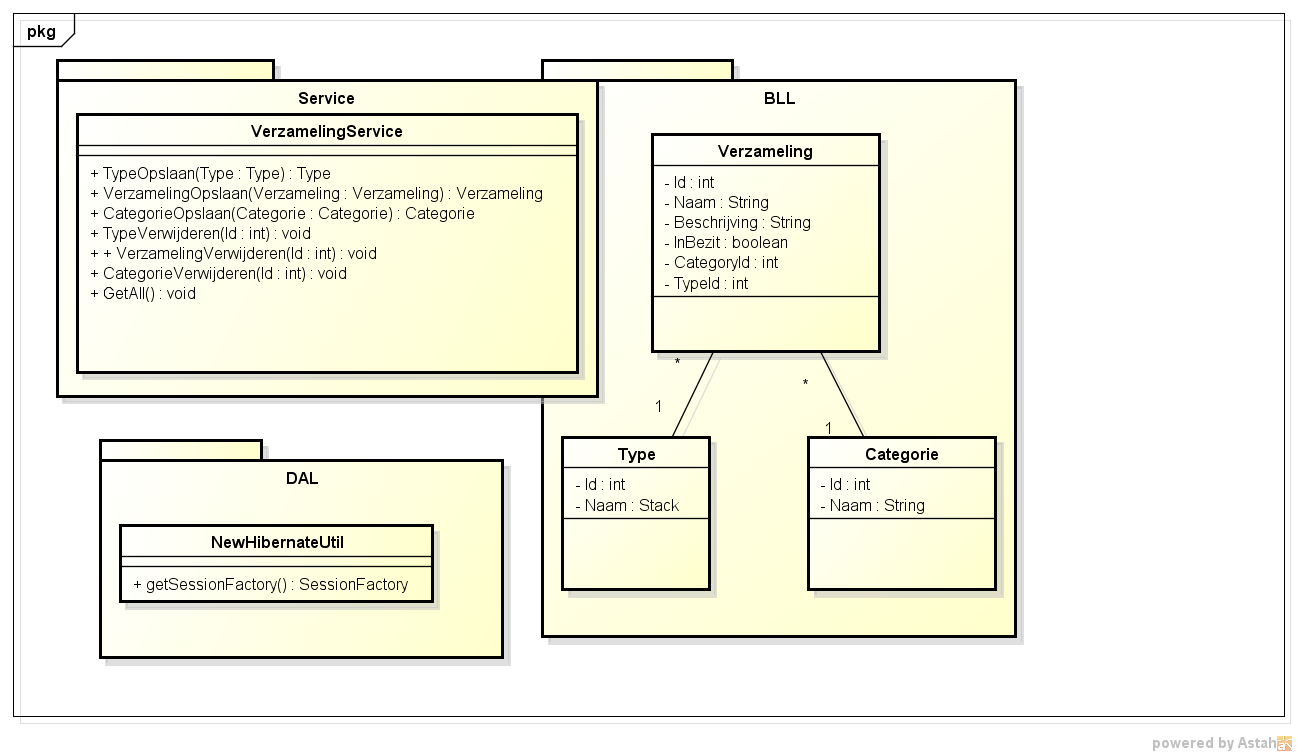 pkg
Service
VerzamelingService
+ TypeOpslaan(Type : Type) : Type
+ VerzamelingOpslaan(Verzameling : Verzameling) : Verzameling
+ CategorieOpslaan(Categorie : Categorie) : Categorie
+ TypeVerwijderen(Id : int) : void
+ + VerzamelingVerwijderen(Id : int) : void
+ CategorieVerwijderen(Id : int) : void
+ GetAll() : void
BLL
Verzameling
- Id : int
- Naam : String
- Beschrijving : String
- InBezit : boolean
- CategoryId : int
- TypeId : int
*
*
1
1
Type
- Id : int
- Naam : Stack
Categorie
- Id : int
- Naam : String
DAL
NewHibernateUtil
+ getSessionFactory() : SessionFactory
powered by Astah